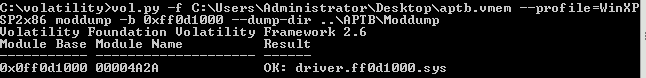 C:\volatility>vol.py -f C:\Users\Administrator\Desktop\aptb.vmem --profile=WinXP
SP2x86 moddump -b 0xff0d1000 --dump-dir ..\APTB\Moddump
Volatility Foundation Volatility Framework 2.6
Module Base Module Name          Result
----------- -------------------- ------
0x0ff0d1000 00004A2A             OK: driver.ff0d1000.sys